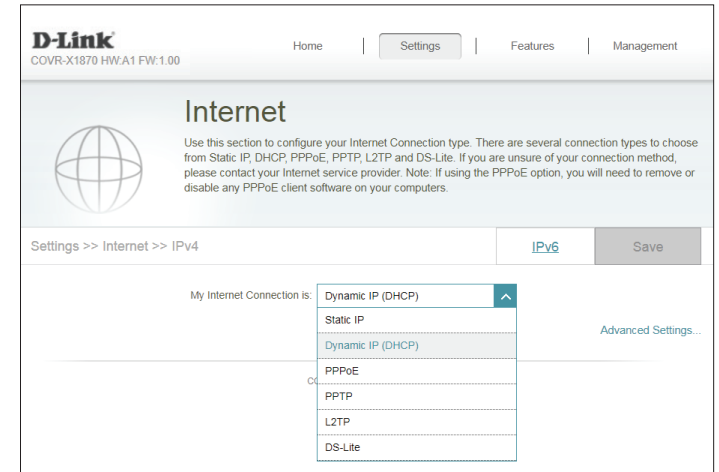 D-Link
COVR-X1870 HW:A1 FW:1.00
Home
Settings
Features
Management
Internet
Use this section to configure your Internet Connection type. There are several connection types to choose
from Static IP, DHCP, PPPoE, PPTP, L2TP and DS-Lite. If you are unsure of your connection method,
please contact your Internet service provider. Note: If using the PPPoE option, you will need to remove or
disable any PPPoE client software on your computers.
Settings >> Internet >> IPv4
IPv6
Save
My Internet Connection is:
Dynamic IP (DHCP)
Static IP
Dynamic IP (DHCP)
PPPoE
PPTP
L2TP
DS-Lite
Advanced Settings...